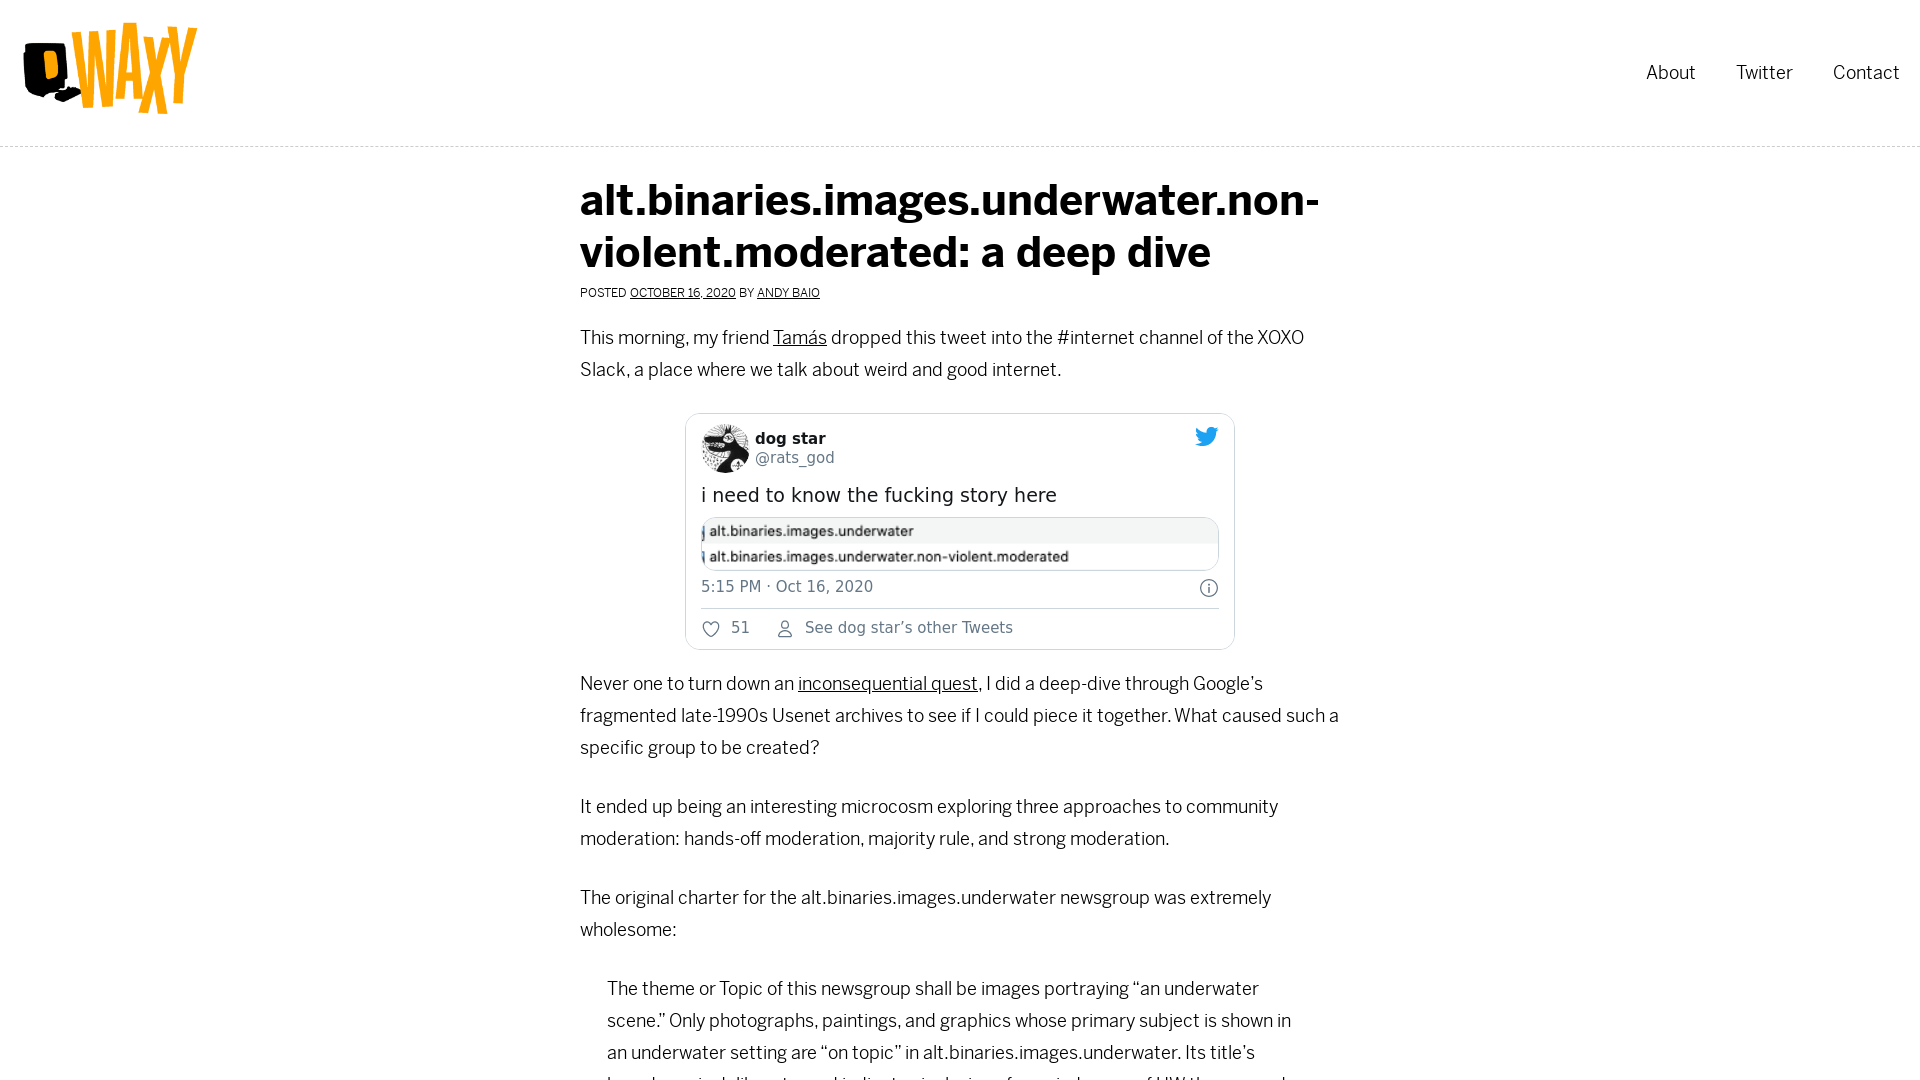 WAXY
About Twitter Contact
alt.binaries.images.underwater.non-
violent.moderated: a deep dive
POSTED OCTOBER 16, 2020 BY ANDY BAIO
This morning, my friend Tamás dropped this tweet into the #internet channel of the XOXO
Slack, a place where we talk about weird and good internet.
dog star
@rats_god
i need to know the fucking story here
alt.binaries.images.underwater
alt.binaries.images.underwater.non-violent.moderated
5:15 PM · Oct 16, 2020
51 See dog star’s other Tweets
Never one to turn down an inconsequential quest, I did a deep-dive through Google’s
fragmented late-1990s Usenet archives to see if I could piece it together. What caused such a
specific group to be created?
It ended up being an interesting microcosm exploring three approaches to community
moderation: hands-off moderation, majority rule, and strong moderation.
The original charter for the alt.binaries.images.underwater newsgroup was extremely
wholesome:
The theme or Topic of this newsgroup shall be images portraying “an underwater
scene.” Only photographs, paintings, and graphics whose primary subject is shown in
an underwater setting are “on topic” in alt.binaries.images.underwater. Its title’s